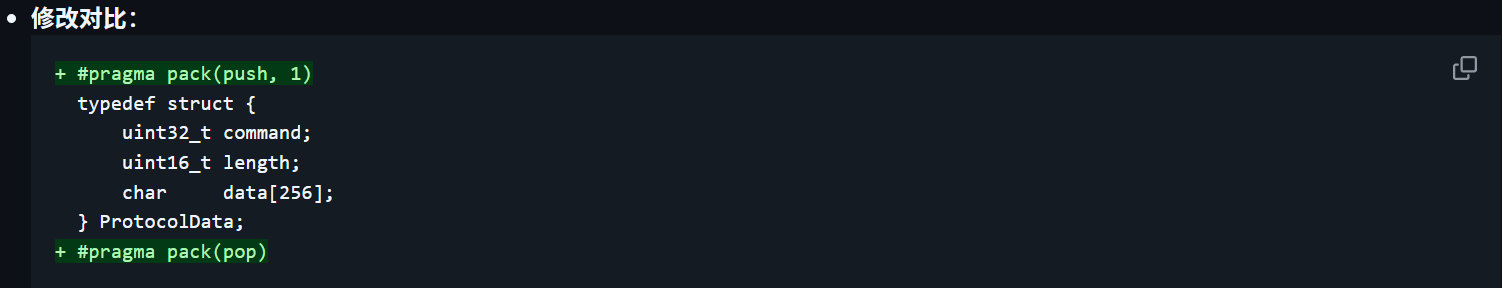 修改对比：
+ #pragma pack(push, 1)
  typedef struct {
      uint32_t command;
      uint16_t length;
      char     data[256];
  } ProtocolData;
+ #pragma pack(pop)